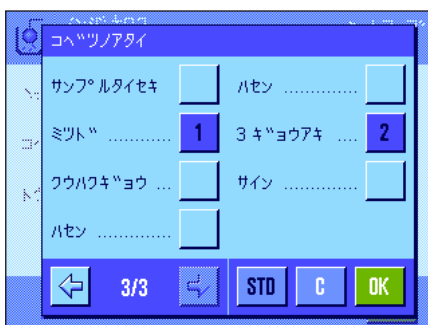 コベツノアタイ
サンプルタイセキ
ハセン ..............
ミツド ............ 1
3 ギョウアキ .... 2
クウハクギョウ ...
サイン ..............
ハセン ..............
3/3 STD C OK